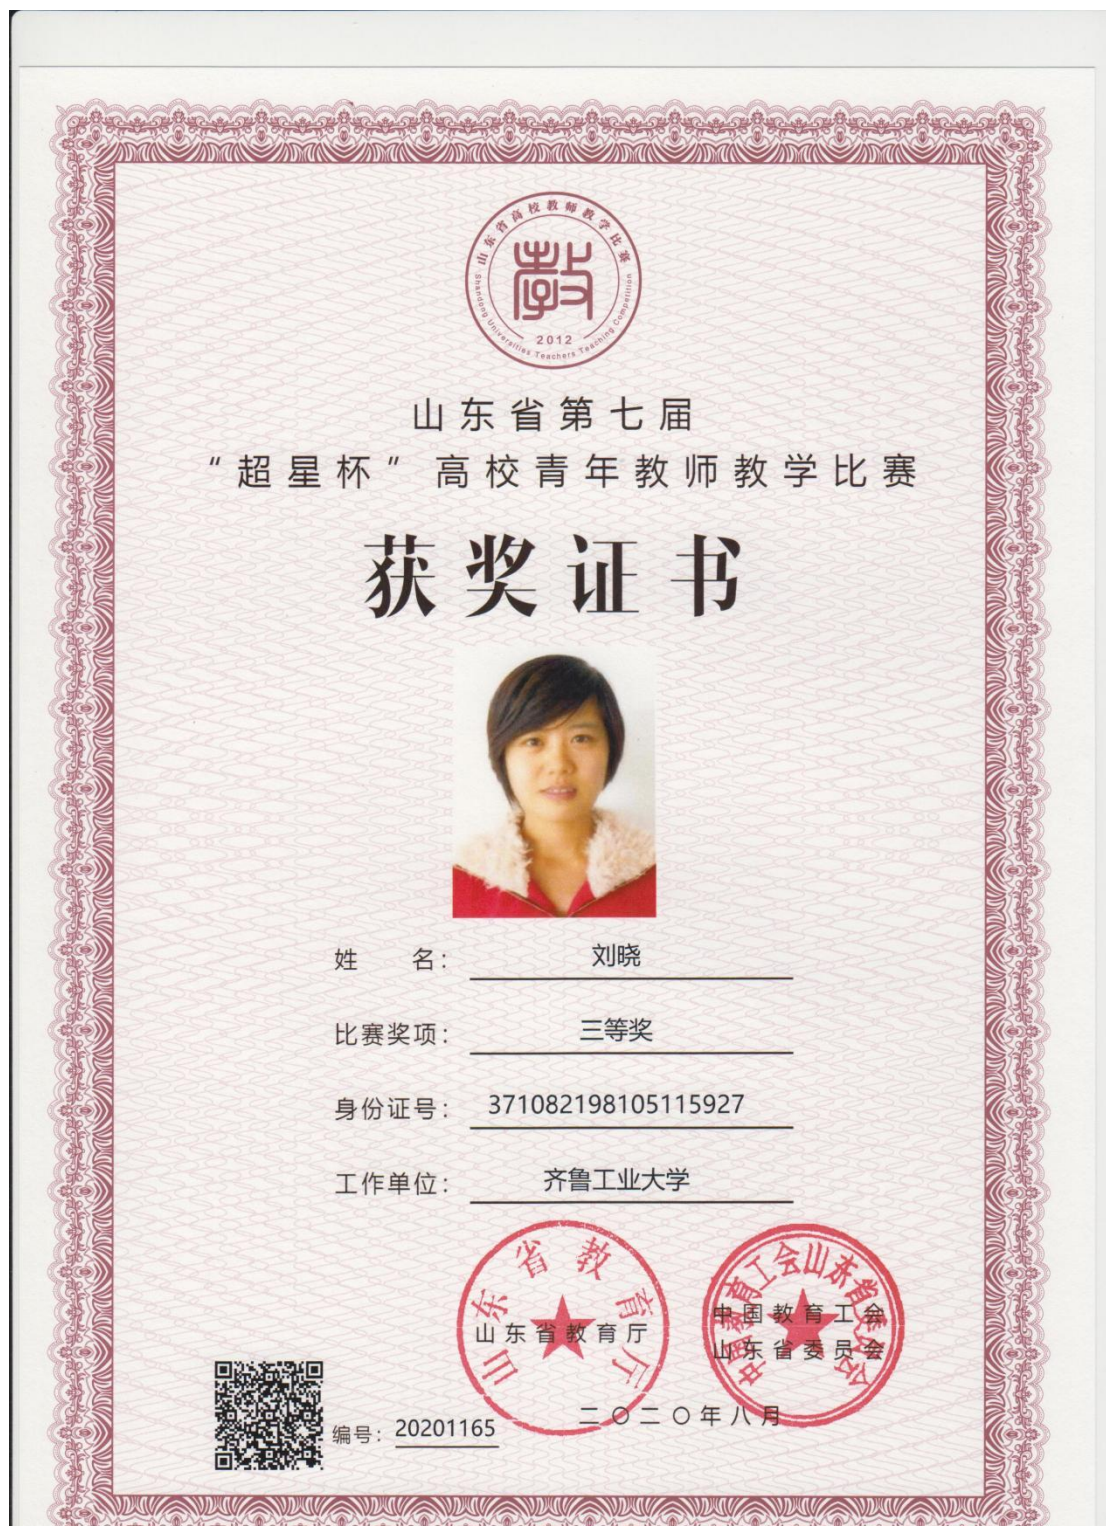 山东省高校教师教学比赛
教
2012
Shandong Universities Teachers Teaching Competition
山东省第七届
“超星杯”高校青年教师教学比赛
获奖证书
姓 名: 刘晓
比赛奖项: 三等奖
身份证号: 371082198105115927
工作单位: 齐鲁工业大学
山东省教育厅
山东省教育厅
中国教育工会山东省委员会
中国教育工会
山东省委员会
二〇二〇年八月
编号: 20201165